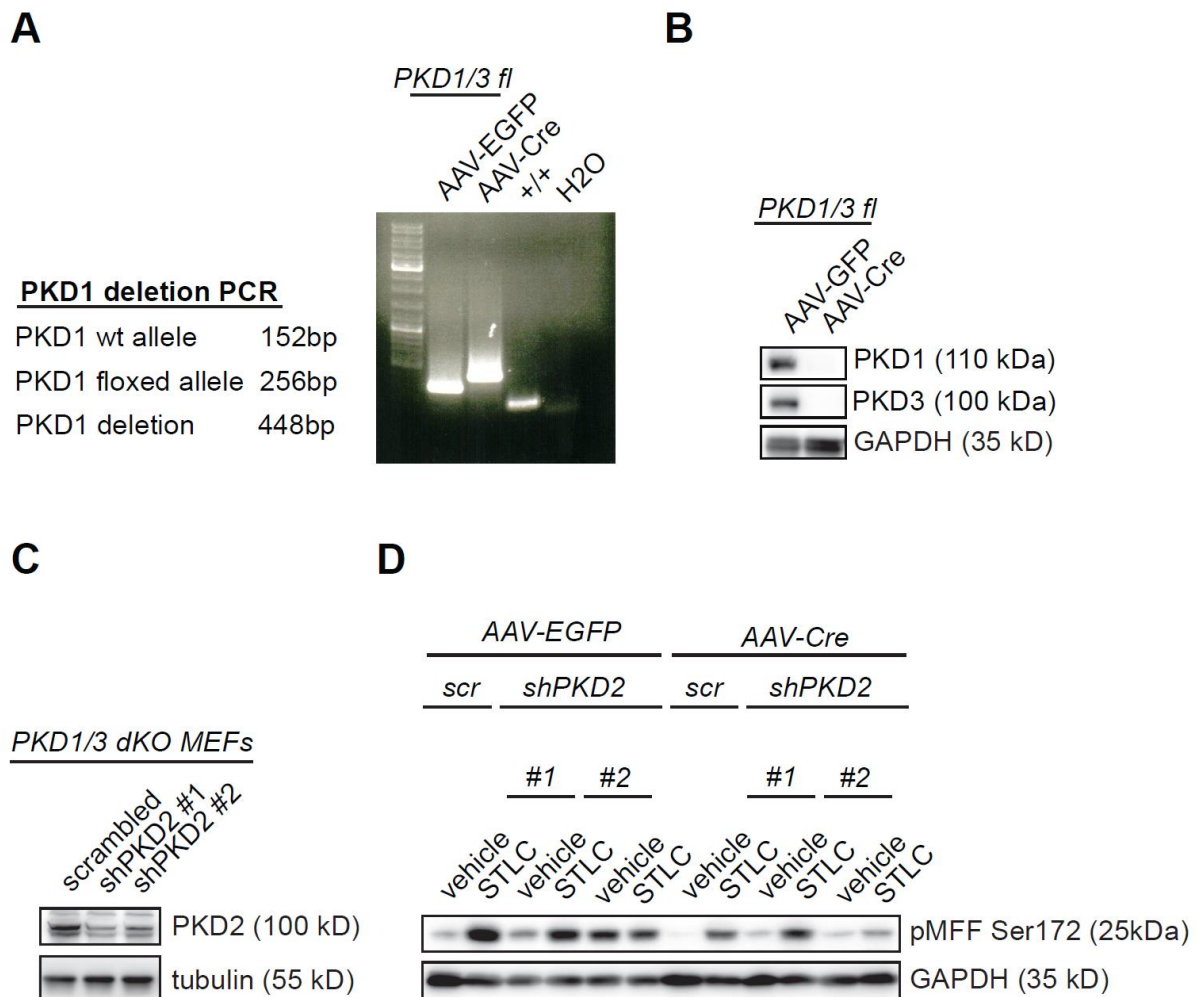 A
PKD1/3 fl
AAV-EGFP
AAV-Cre
+/+
H2O
PKD1 deletion PCR
PKD1 wt allele 152bp
PKD1 floxed allele 256bp
PKD1 deletion 448bp
B
PKD1/3 fl
AAV-GFP
AAV-Cre
PKD1 (110 kDa)
PKD3 (100 kDa)
GAPDH (35 kD)
C
PKD1/3 dKO MEFs
scrambled
shPKD2 #1
shPKD2 #2
PKD2 (100 kD)
tubulin (55 kD)
D
AAV-EGFP AAV-Cre
scr shPKD2 scr shPKD2
#1 #2 #1 #2
vehicle STLC vehicle STLC vehicle STLC vehicle STLC vehicle STLC vehicle STLC
pMFF Ser172 (25kDa)
GAPDH (35 kD)